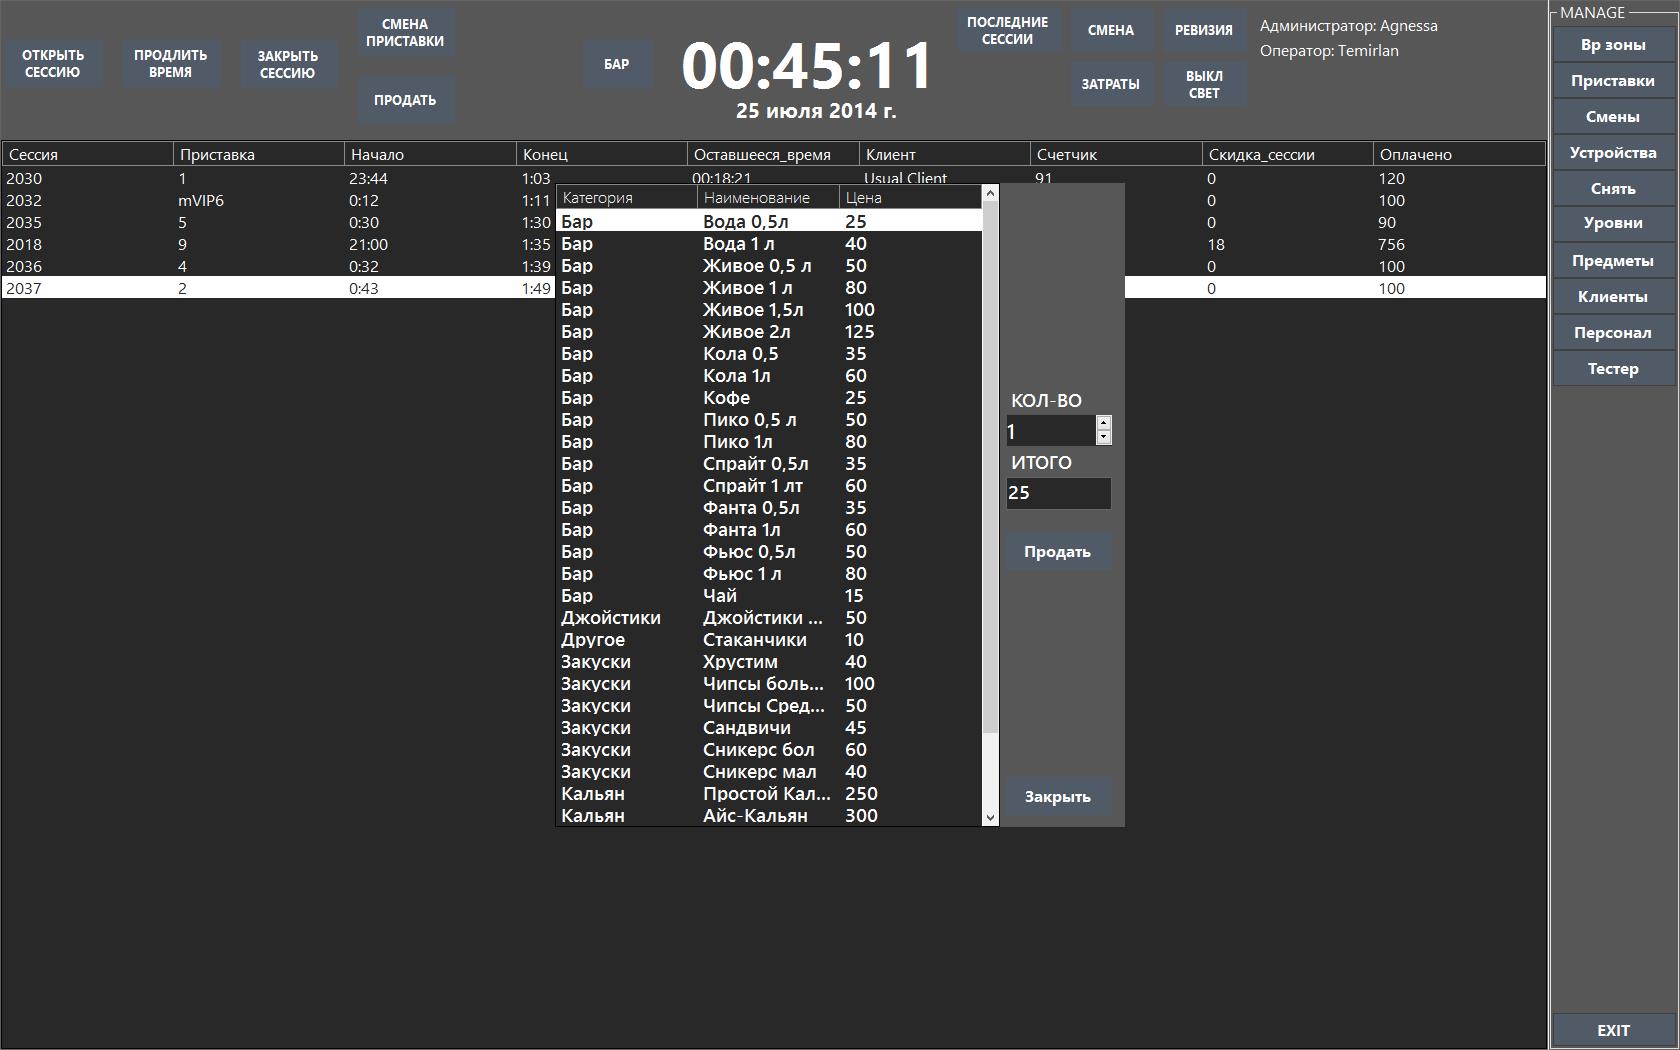 ОТКРЫТЬ СЕССИЮ
ПРОДЛИТЬ ВРЕМЯ
ЗАКРЫТЬ СЕССИЮ
СМЕНА ПРИСТАВКИ
ПРОДАТЬ
БАР
00:45:11
25 июля 2014 г.
ПОСЛЕДНИЕ СЕССИИ
СМЕНА
РЕВИЗИЯ
ЗАТРАТЫ
ВЫКЛ СВЕТ
Администратор: Agnessa
Оператор: Temirlan
Сессия Приставка Начало Конец Оставшееся_время Клиент Счетчик Скидка_сессии Оплачено
2030 1 23:44 1:03 00:18:21 Usual Client 91 0 120
2032 mVIP6 0:12 1:11 0 100
2035 5 0:30 1:30 0 90
2018 9 21:00 1:35 18 756
2036 4 0:32 1:39 0 100
2037 2 0:43 1:49 0 100
Категория Наименование Цена
Бар Вода 0,5л 25
Бар Вода 1 л 40
Бар Живое 0,5 л 50
Бар Живое 1 л 80
Бар Живое 1,5л 100
Бар Живое 2л 125
Бар Кола 0,5 35
Бар Кола 1л 60
Бар Кофе 25
Бар Пико 0,5 л 50
Бар Пико 1л 80
Бар Спрайт 0,5л 35
Бар Спрайт 1 лт 60
Бар Фанта 0,5л 35
Бар Фанта 1л 60
Бар Фьюс 0,5л 50
Бар Фьюс 1 л 80
Бар Чай 15
Джойстики Джойстики ... 50
Другое Стаканчики 10
Закуски Хрустим 40
Закуски Чипсы боль... 100
Закуски Чипсы Сред... 50
Закуски Сандвичи 45
Закуски Сникерс бол 60
Закуски Сникерс мал 40
Кальян Простой Кал... 250
Кальян Айс-Кальян 300
КОЛ-ВО
1
ИТОГО
25
Продать
Закрыть
MANAGE
Вр зоны
Приставки
Смены
Устройства
Снять
Уровни
Предметы
Клиенты
Персонал
Тестер
EXIT